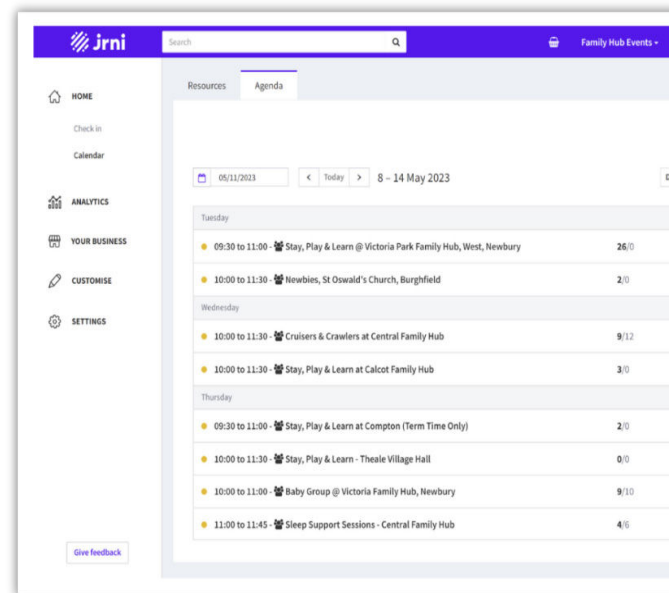 jrni
Search
Family Hub Events
HOME
Check in
Calendar
ANALYTICS
YOUR BUSINESS
CUSTOMISE
SETTINGS
Give feedback
Resources
Agenda
05/11/2023
< Today > 8 – 14 May 2023
Tuesday
09:30 to 11:00 - Stay, Play & Learn @ Victoria Park Family Hub, West, Newbury 26/0
10:00 to 11:30 - Newbies, St Oswald's Church, Burghfield 2/0
Wednesday
10:00 to 11:30 - Cruisers & Crawlers at Central Family Hub 9/12
10:00 to 11:30 - Stay, Play & Learn at Calcot Family Hub 3/0
Thursday
09:30 to 11:00 - Stay, Play & Learn at Compton (Term Time Only) 2/0
10:00 to 11:30 - Stay, Play & Learn - Theale Village Hall 0/0
10:00 to 11:00 - Baby Group @ Victoria Family Hub, Newbury 9/10
11:00 to 11:45 - Sleep Support Sessions - Central Family Hub 4/6